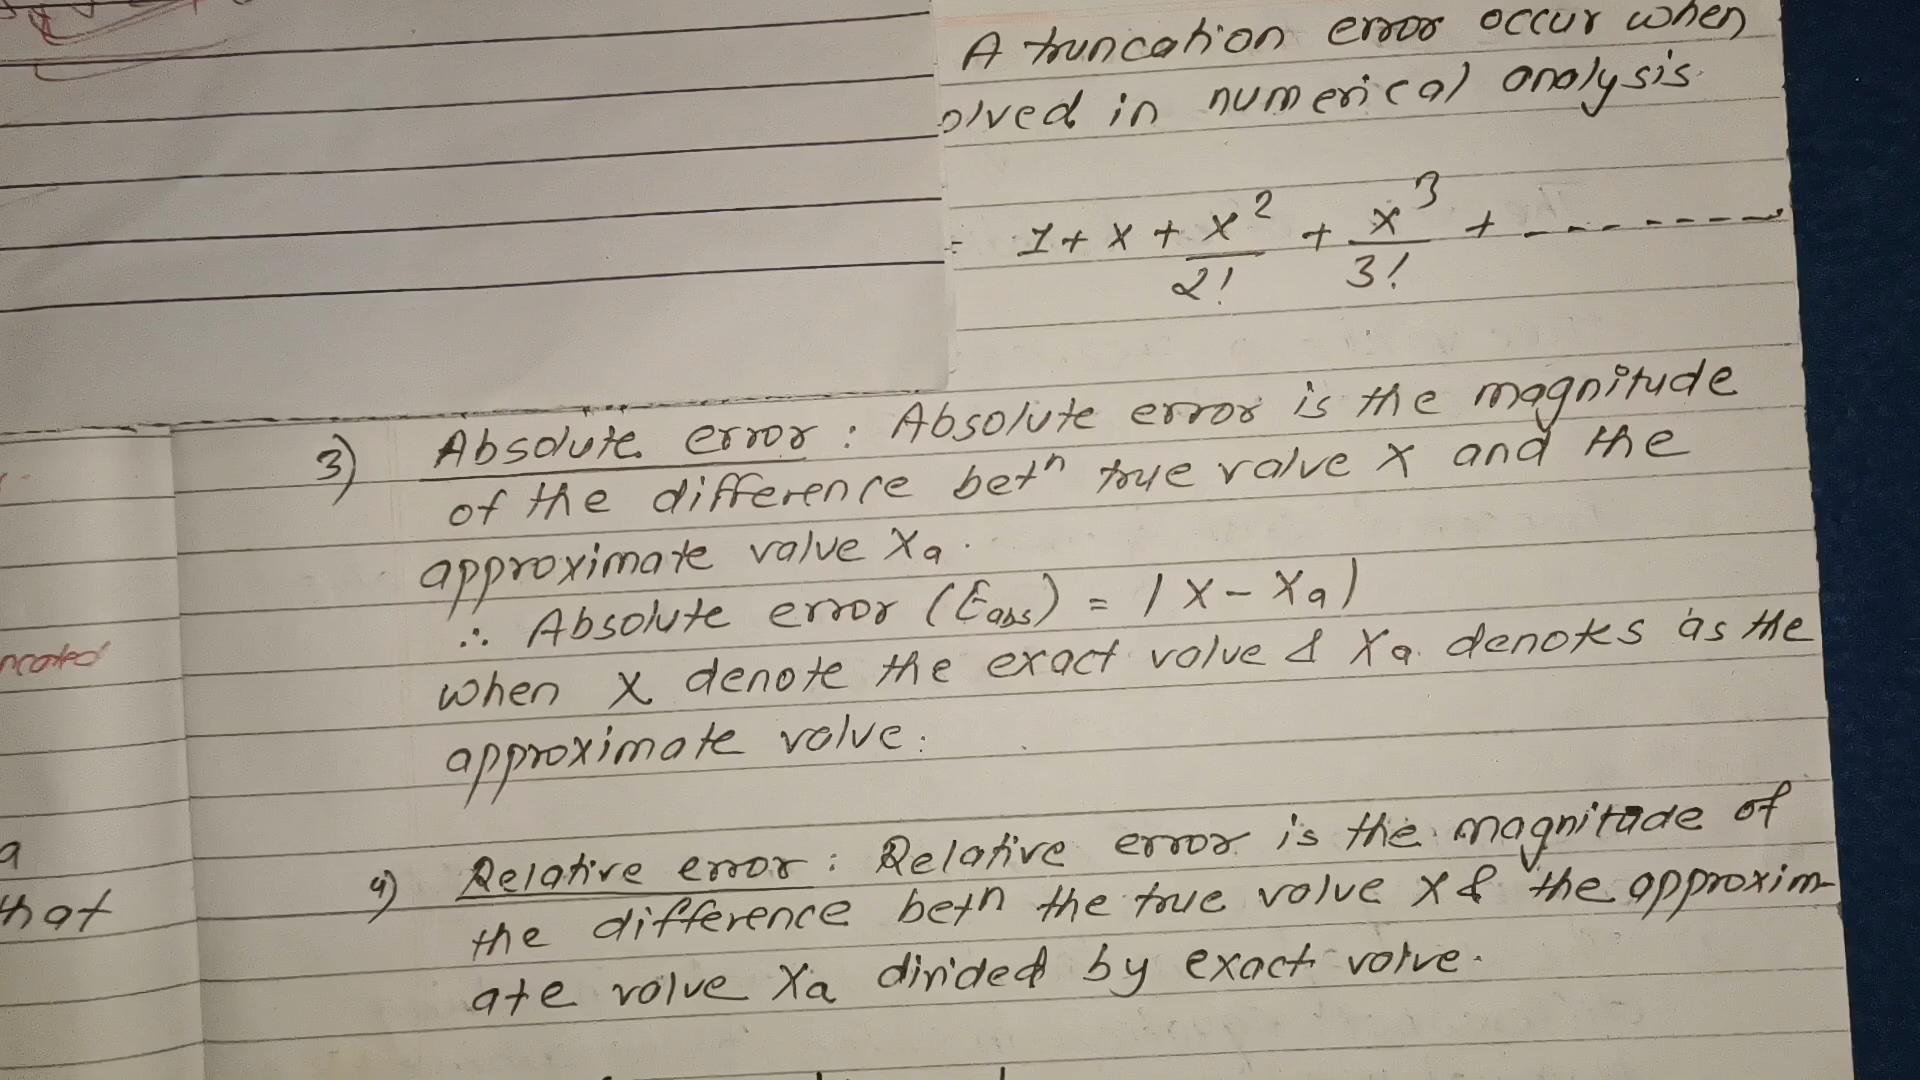 A truncation error occur when
olved in numerical analysis.
= 1 + x + x²/2! + x³/3! + -------
3) Absolute error : Absolute error is the magnitude
of the difference betn true value X and the
approximate value Xa.
∴ Absolute error (Eabs) = |X - Xa|
when X denote the exact value & Xa denotes as the
approximate value.
ncated
4) Relative error : Relative error is the magnitude of
a
the difference betn the true value X & the approxim-
that
ate value Xa divided by exact value.